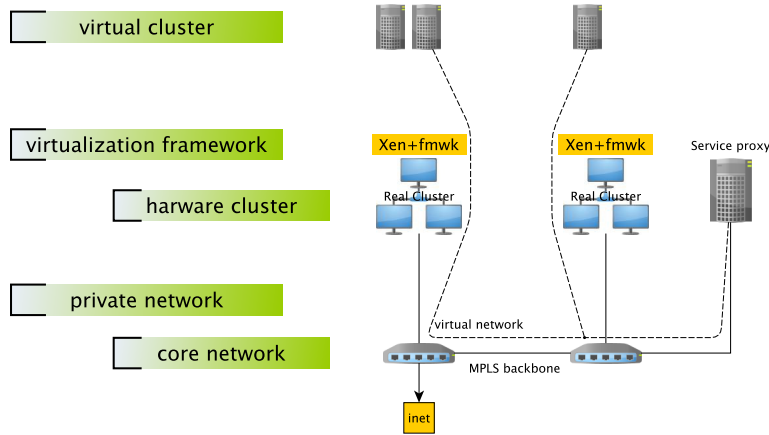 virtual cluster
virtualization framework
Xen+fmwk
Xen+fmwk
Service proxy
harware cluster
Real Cluster
Real Cluster
private network
virtual network
core network
MPLS backbone
inet